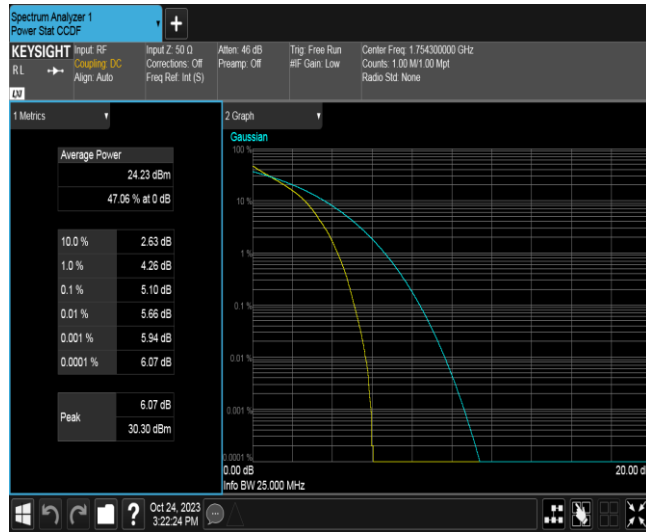 Spectrum Analyzer 1
Power Stat CCDF
+
KEYSIGHT
R L
LXI
Input: RF
Coupling: DC
Align: Auto
Input Z: 50 Ω
Corrections: Off
Freq Ref: Int (S)
Atten: 46 dB
Preamp: Off
Trig: Free Run
#IF Gain: Low
Center Freq: 1.754300000 GHz
Counts: 1.00 M/1.00 Mpt
Radio Std: None
1 Metrics
Average Power
24.23 dBm
47.06 % at 0 dB
10.0 % 2.63 dB
1.0 % 4.26 dB
0.1 % 5.10 dB
0.01 % 5.66 dB
0.001 % 5.94 dB
0.0001 % 6.07 dB
Peak
6.07 dB
30.30 dBm
2 Graph
Gaussian
100 %
10 %
1 %
0.1 %
0.01 %
0.001 %
0.0001 %
0.00 dB
20.00 d
Info BW 25.000 MHz
?
Oct 24, 2023
3:22:24 PM